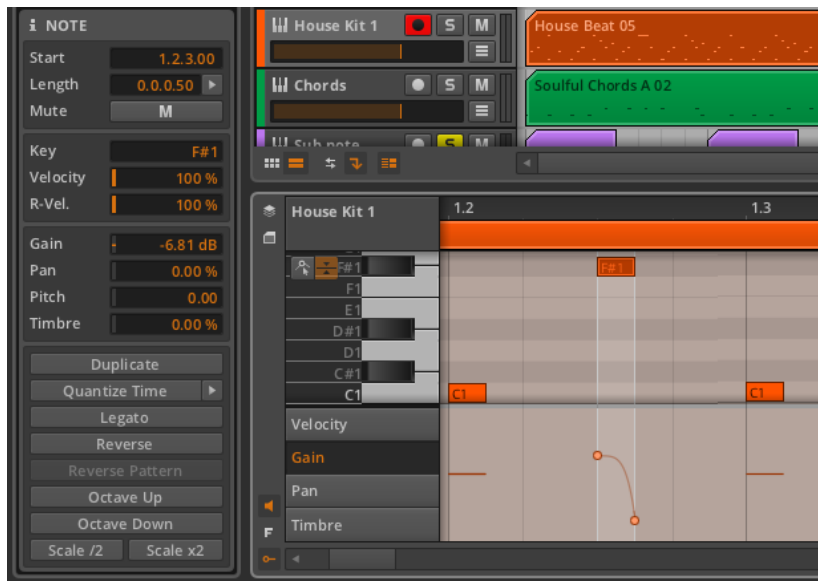 i NOTE
Start 1.2.3.00
Length 0.0.0.50
Mute M
Key F#1
Velocity 100 %
R-Vel. 100 %
Gain -6.81 dB
Pan 0.00 %
Pitch 0.00
Timbre 0.00 %
Duplicate
Quantize Time
Legato
Reverse
Reverse Pattern
Octave Up
Octave Down
Scale /2 Scale x2
House Kit 1 S M
House Beat 05
Chords S M
Soulful Chords A 02
Sub note S M
House Kit 1 1.2 1.3
F#1 F#1
F1
E1
D#1
D1
C#1
C1 C1 C1
Velocity
Gain
Pan
Timbre
F